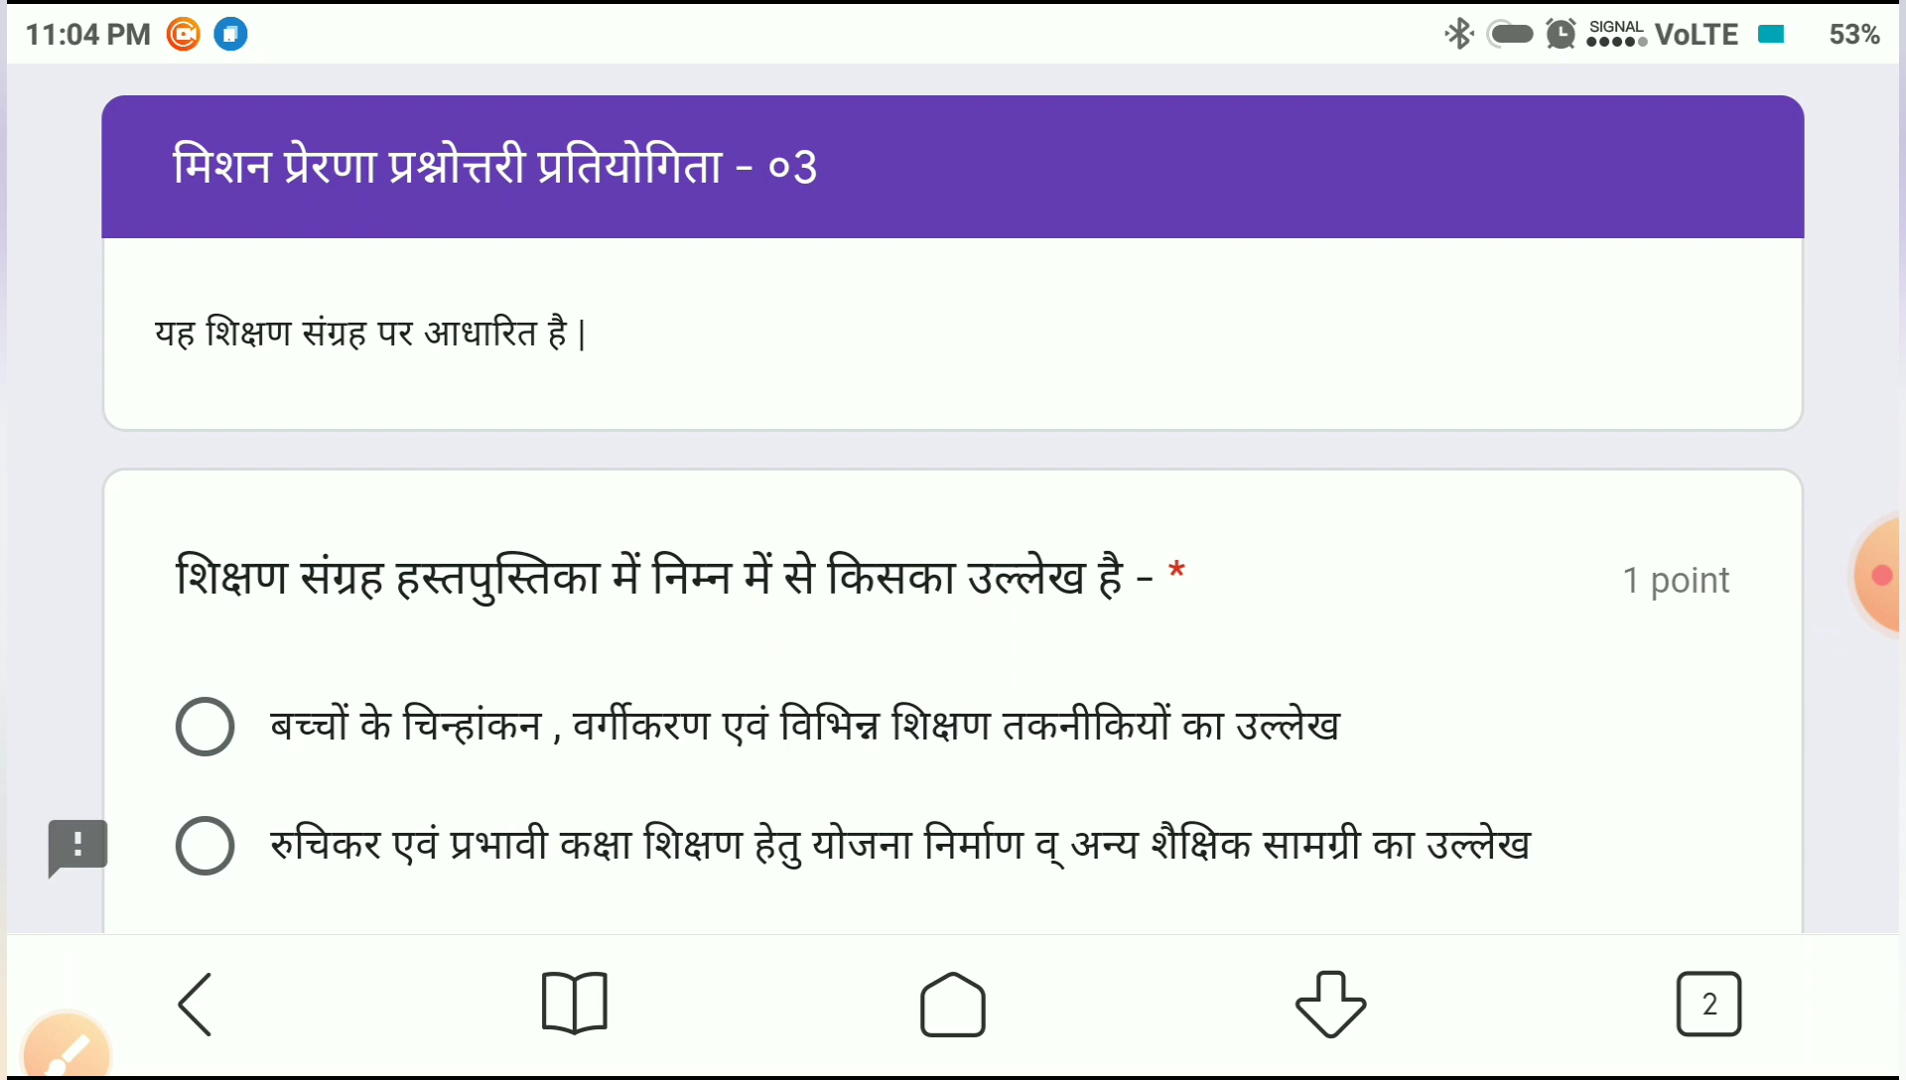 11:04 PM SIGNAL VoLTE 53%
मिशन प्रेरणा प्रश्नोत्तरी प्रतियोगिता - ०3
यह शिक्षण संग्रह पर आधारित है |
शिक्षण संग्रह हस्तपुस्तिका में निम्न में से किसका उल्लेख है - * 1 point
बच्चों के चिन्हांकन , वर्गीकरण एवं विभिन्न शिक्षण तकनीकियों का उल्लेख
रुचिकर एवं प्रभावी कक्षा शिक्षण हेतु योजना निर्माण व् अन्य शैक्षिक सामग्री का उल्लेख
2